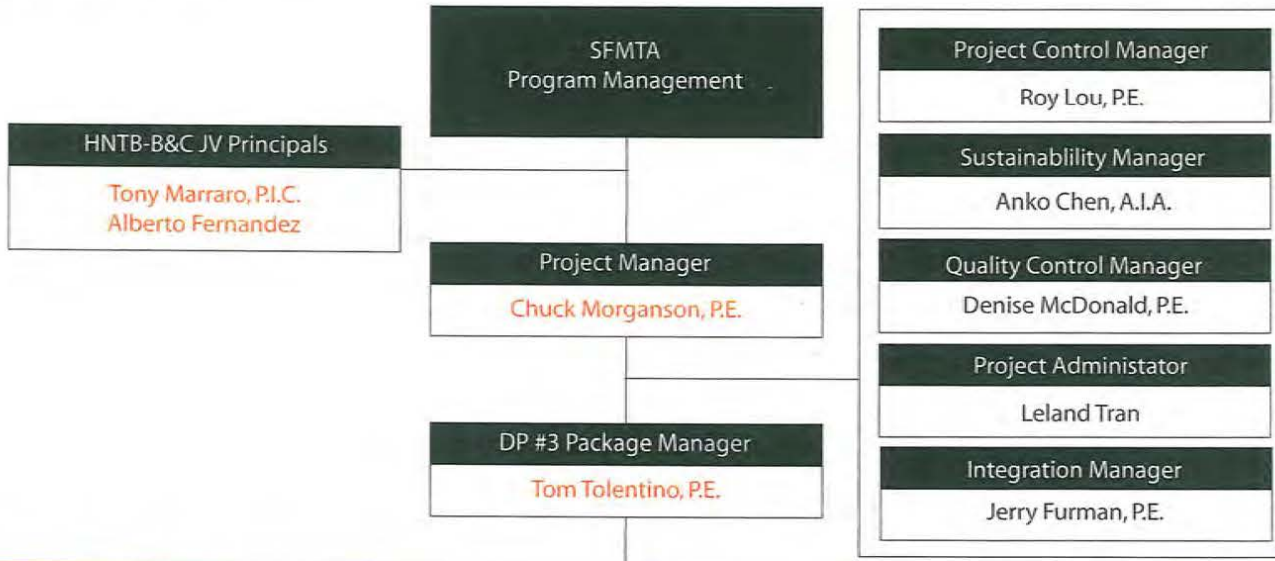 SFMTA
Program Management
HNTB-B&C JV Principals
Tony Marraro, P.I.C.
Alberto Fernandez
Project Manager
Chuck Morganson, P.E.
DP #3 Package Manager
Tom Tolentino, P.E.
Project Control Manager
Roy Lou, P.E.
Sustainablility Manager
Anko Chen, A.I.A.
Quality Control Manager
Denise McDonald, P.E.
Project Administator
Leland Tran
Integration Manager
Jerry Furman, P.E.